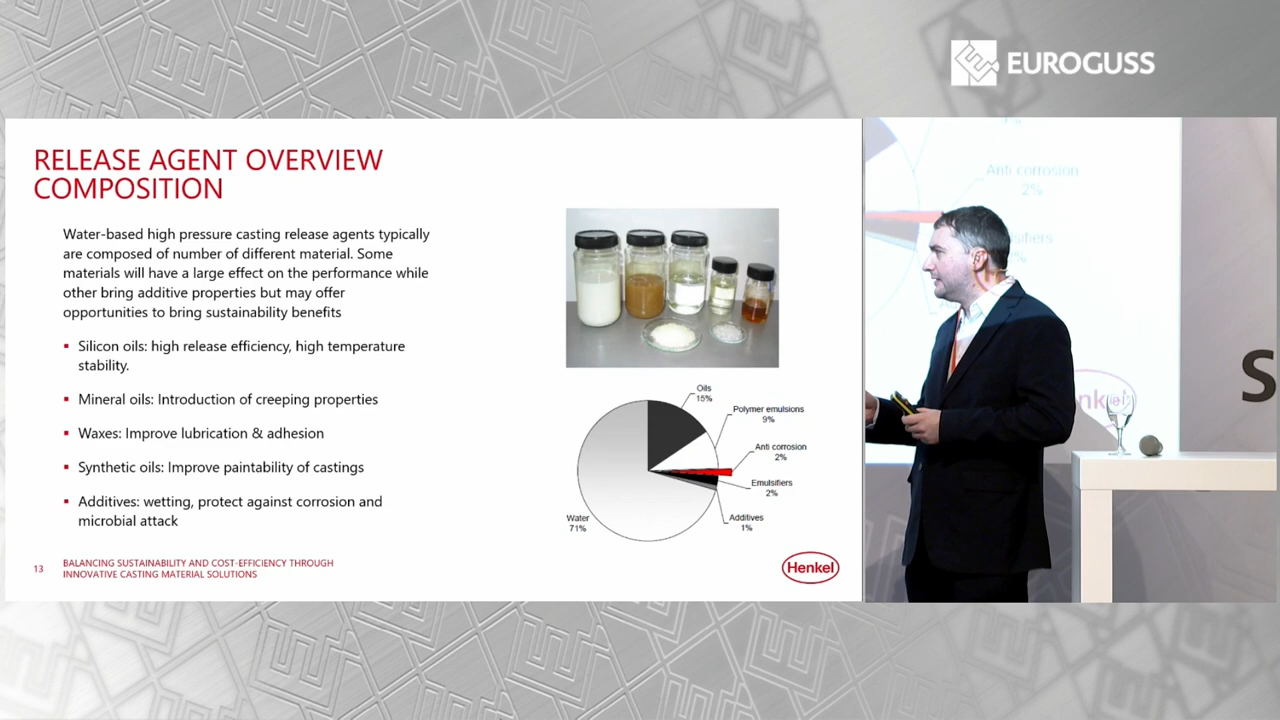 EUROGUSS
RELEASE AGENT OVERVIEW
COMPOSITION
Water-based high pressure casting release agents typically
are composed of number of different material. Some
materials will have a large effect on the performance while
other bring additive properties but may offer
opportunities to bring sustainability benefits
Silicon oils: high release efficiency, high temperature
stability.
Mineral oils: Introduction of creeping properties
Waxes: Improve lubrication & adhesion
Synthetic oils: Improve paintability of castings
Additives: wetting, protect against corrosion and
microbial attack
Oils
15%
Polymer emulsions
9%
Anti corrosion
2%
Emulsifiers
2%
Additives
1%
Water
71%
13
BALANCING SUSTAINABILITY AND COST-EFFICIENCY THROUGH
INNOVATIVE CASTING MATERIAL SOLUTIONS
Henkel
Anti corrosion
2%
S